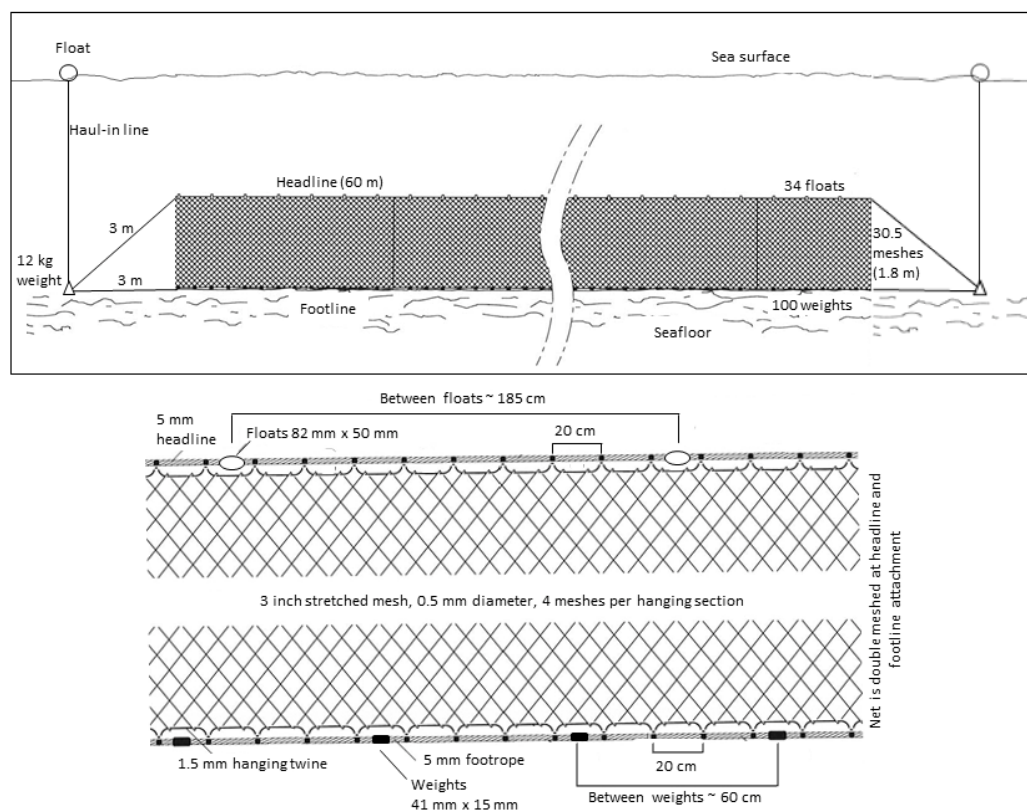 Float
Sea surface
Haul-in line
Headline (60 m)
34 floats
3 m
30.5
meshes
(1.8 m)
12 kg
weight
3 m
Footline
100 weights
Seafloor
Between floats ~ 185 cm
5 mm
headline
Floats 82 mm x 50 mm
20 cm
Net is double meshed at headline and
footline attachment
3 inch stretched mesh, 0.5 mm diameter, 4 meshes per hanging section
1.5 mm hanging twine
5 mm footrope
20 cm
Weights
41 mm x 15 mm
Between weights ~ 60 cm